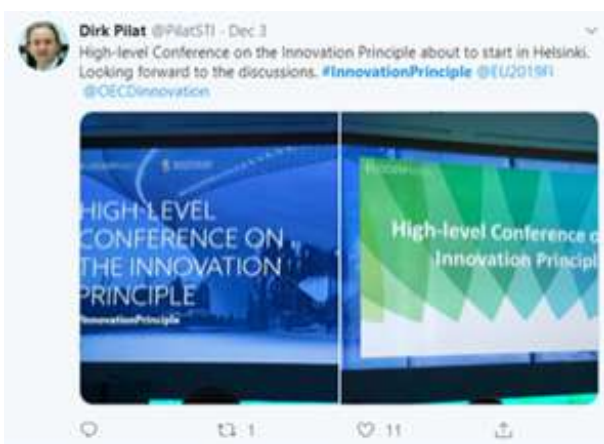 Dirk Pilat @PilatSTI · Dec 3
High-level Conference on the Innovation Principle about to start in Helsinki.
Looking forward to the discussions. #InnovationPrinciple @EU2019FI
@OECDInnovation
HIGH-LEVEL
CONFERENCE ON
THE INNOVATION
PRINCIPLE
#InnovationPrinciple
High-level Conference o
Innovation Principl
1
11